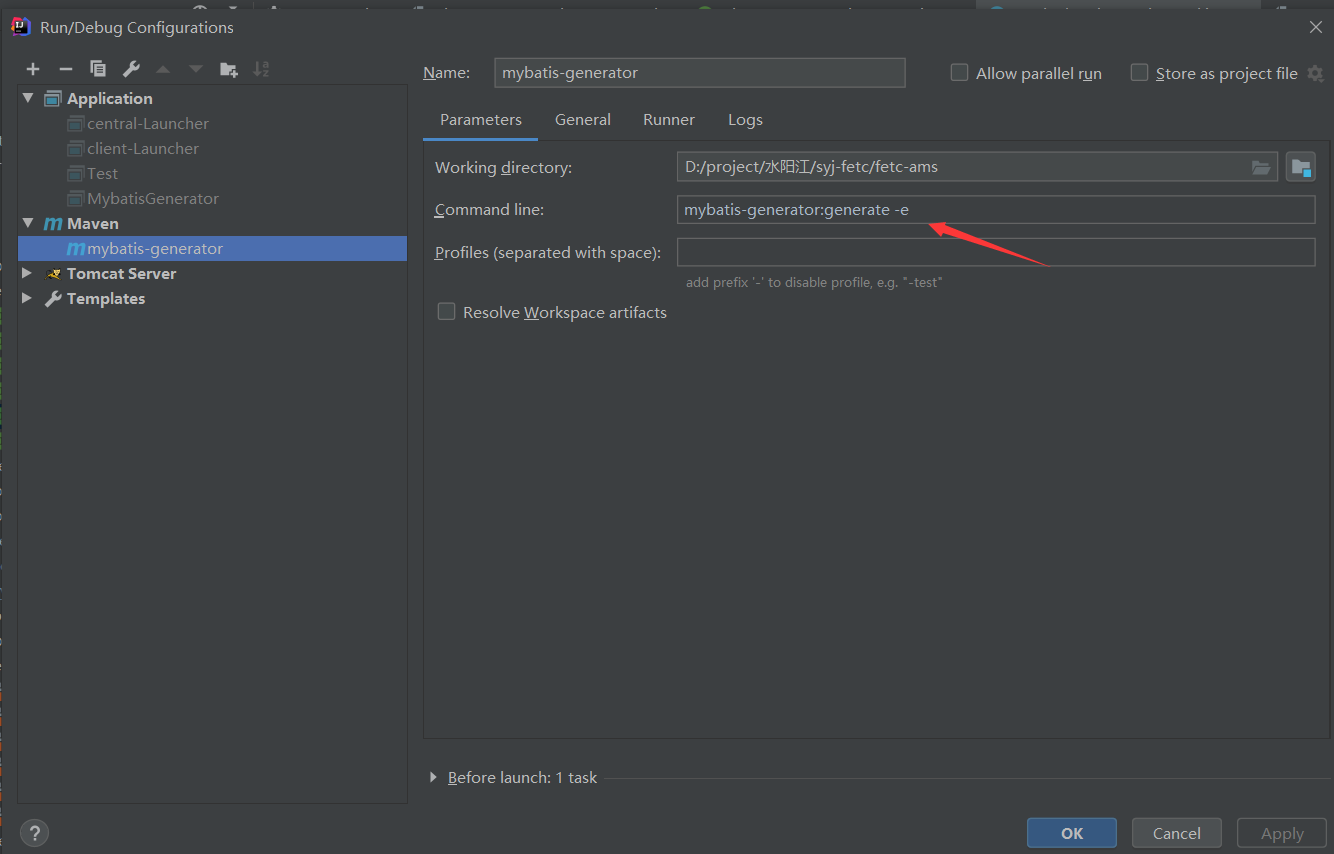 Run/Debug Configurations
Name: mybatis-generator
Allow parallel run
Store as project file
Application
central-Launcher
client-Launcher
Test
MybatisGenerator
Maven
mybatis-generator
Tomcat Server
Templates
Parameters General Runner Logs
Working directory: D:/project/水阳江/syj-fetc/fetc-ams
Command line: mybatis-generator:generate -e
Profiles (separated with space):
add prefix '-' to disable profile, e.g. "-test"
Resolve Workspace artifacts
Before launch: 1 task
?
OK Cancel Apply